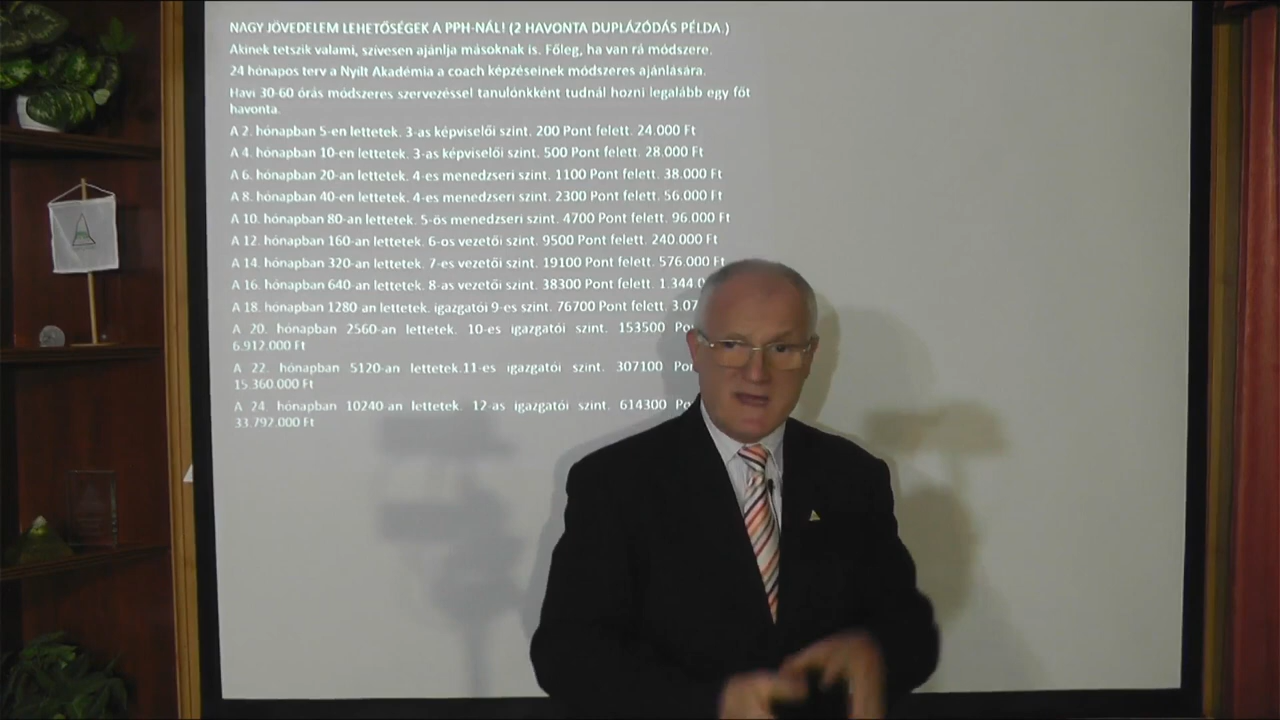 NAGY JÖVEDELEM LEHETŐSÉGEK A PPH-NÁL! (2 HAVONTA DUPLÁZÓDÁS PÉLDA.)
Akinek tetszik valami, szívesen ajánlja másoknak is. Főleg, ha van rá módszere.
24 hónapos terv a Nyílt Akadémia a coach képzéseinek módszeres ajánlására.
Havi 30-60 órás módszeres szervezéssel tanulónkként tudnál hozni legalább egy főt
havonta.
A 2. hónapban 5-en lettetek. 3-as képviselői szint. 200 Pont felett. 24.000 Ft
A 4. hónapban 10-en lettetek. 3-as képviselői szint. 500 Pont felett. 28.000 Ft
A 6. hónapban 20-an lettetek. 4-es menedzseri szint. 1100 Pont felett. 38.000 Ft
A 8. hónapban 40-en lettetek. 4-es menedzseri szint. 2300 Pont felett. 56.000 Ft
A 10. hónapban 80-an lettetek. 5-ös menedzseri szint. 4700 Pont felett. 96.000 Ft
A 12. hónapban 160-an lettetek. 6-os vezetői szint. 9500 Pont felett. 240.000 Ft
A 14. hónapban 320-an lettetek. 7-es vezetői szint. 19100 Pont felett. 576.000 Ft
A 16. hónapban 640-an lettetek. 8-as vezetői szint. 38300 Pont felett. 1.344.0
A 18. hónapban 1280-an lettetek. igazgatói 9-es szint. 76700 Pont felett. 3.07
A 20. hónapban 2560-an lettetek. 10-es igazgatói szint. 153500 Po
6.912.000 Ft
A 22. hónapban 5120-an lettetek.11-es igazgatói szint. 307100 Pon
15.360.000 Ft
A 24. hónapban 10240-an lettetek. 12-as igazgatói szint. 614300 Po
33.792.000 Ft